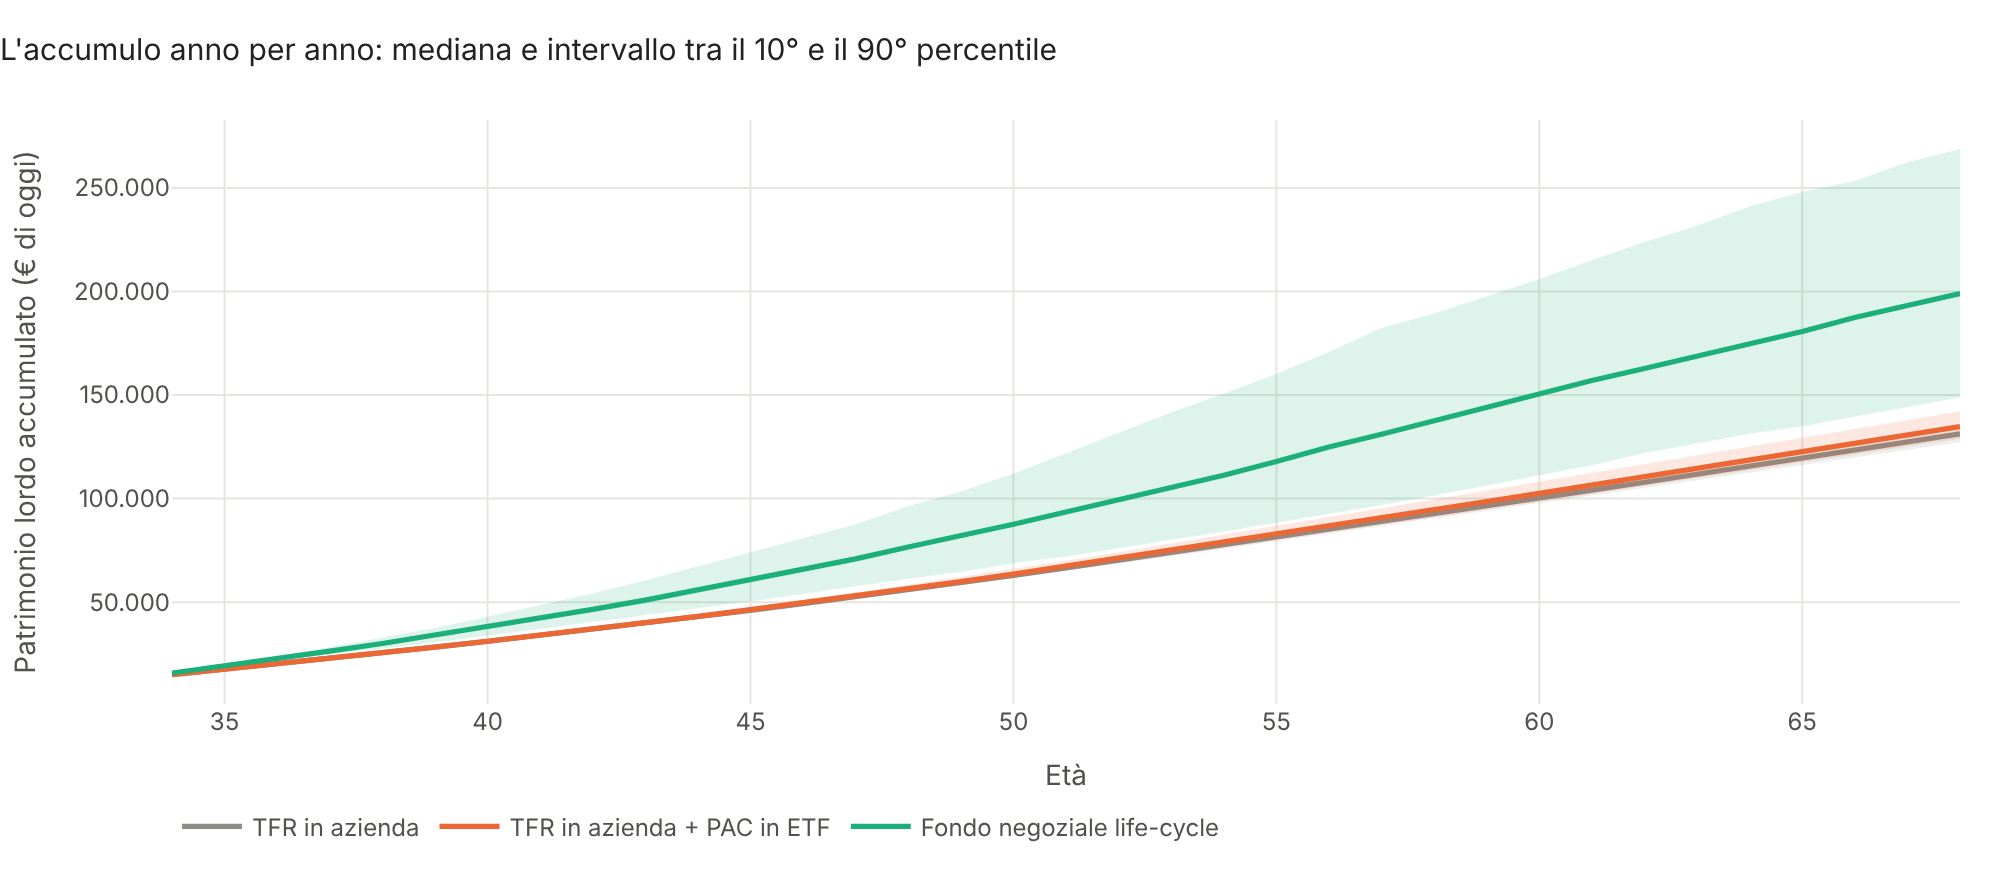 L'accumulo anno per anno: mediana e intervallo tra il 10° e il 90° percentile
Patrimonio lordo accumulato (€ di oggi)
250.000
200.000
150.000
100.000
50.000
35 40 45 50 55 60 65
Età
TFR in azienda TFR in azienda + PAC in ETF Fondo negoziale life-cycle